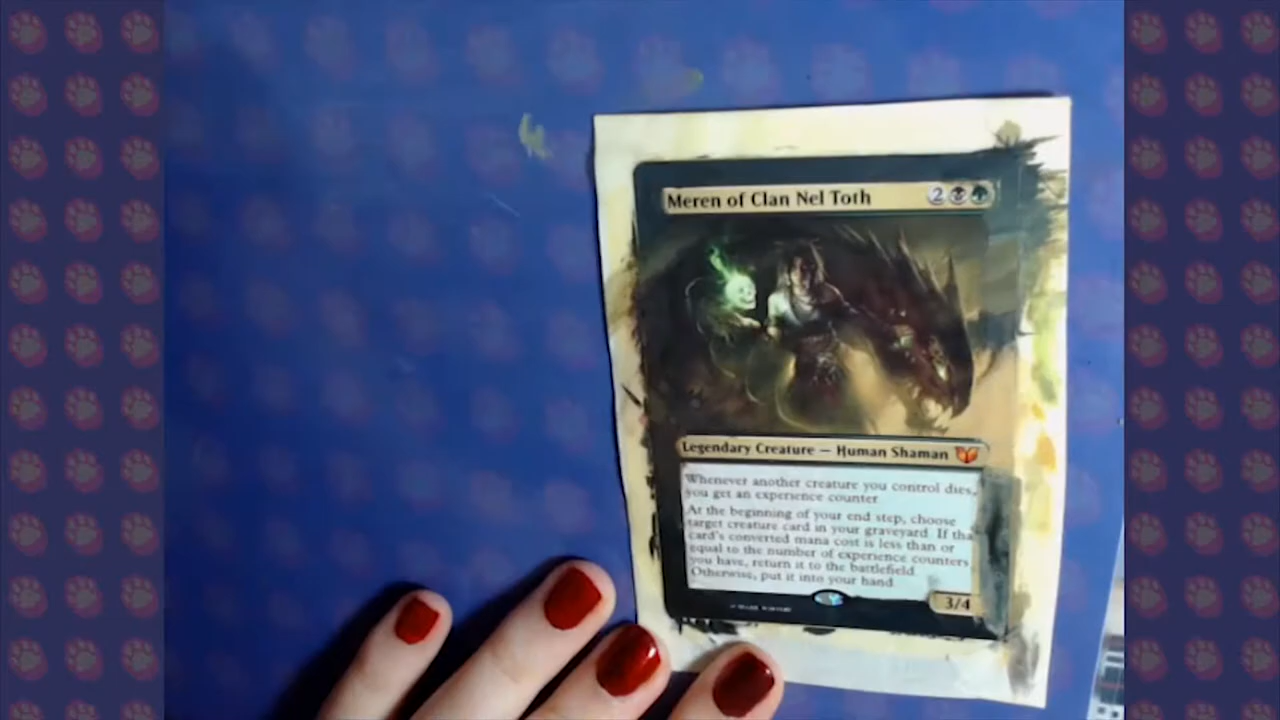 Meren of Clan Nel Toth 2
Legendary Creature — Human Shaman
Whenever another creature you control dies,
you get an experience counter
At the beginning of your end step, choose
target creature card in your graveyard. If tha
card's converted mana cost is less than or
equal to the number of experience counters
you have, return it to the battlefield.
Otherwise, put it into your hand
3/4